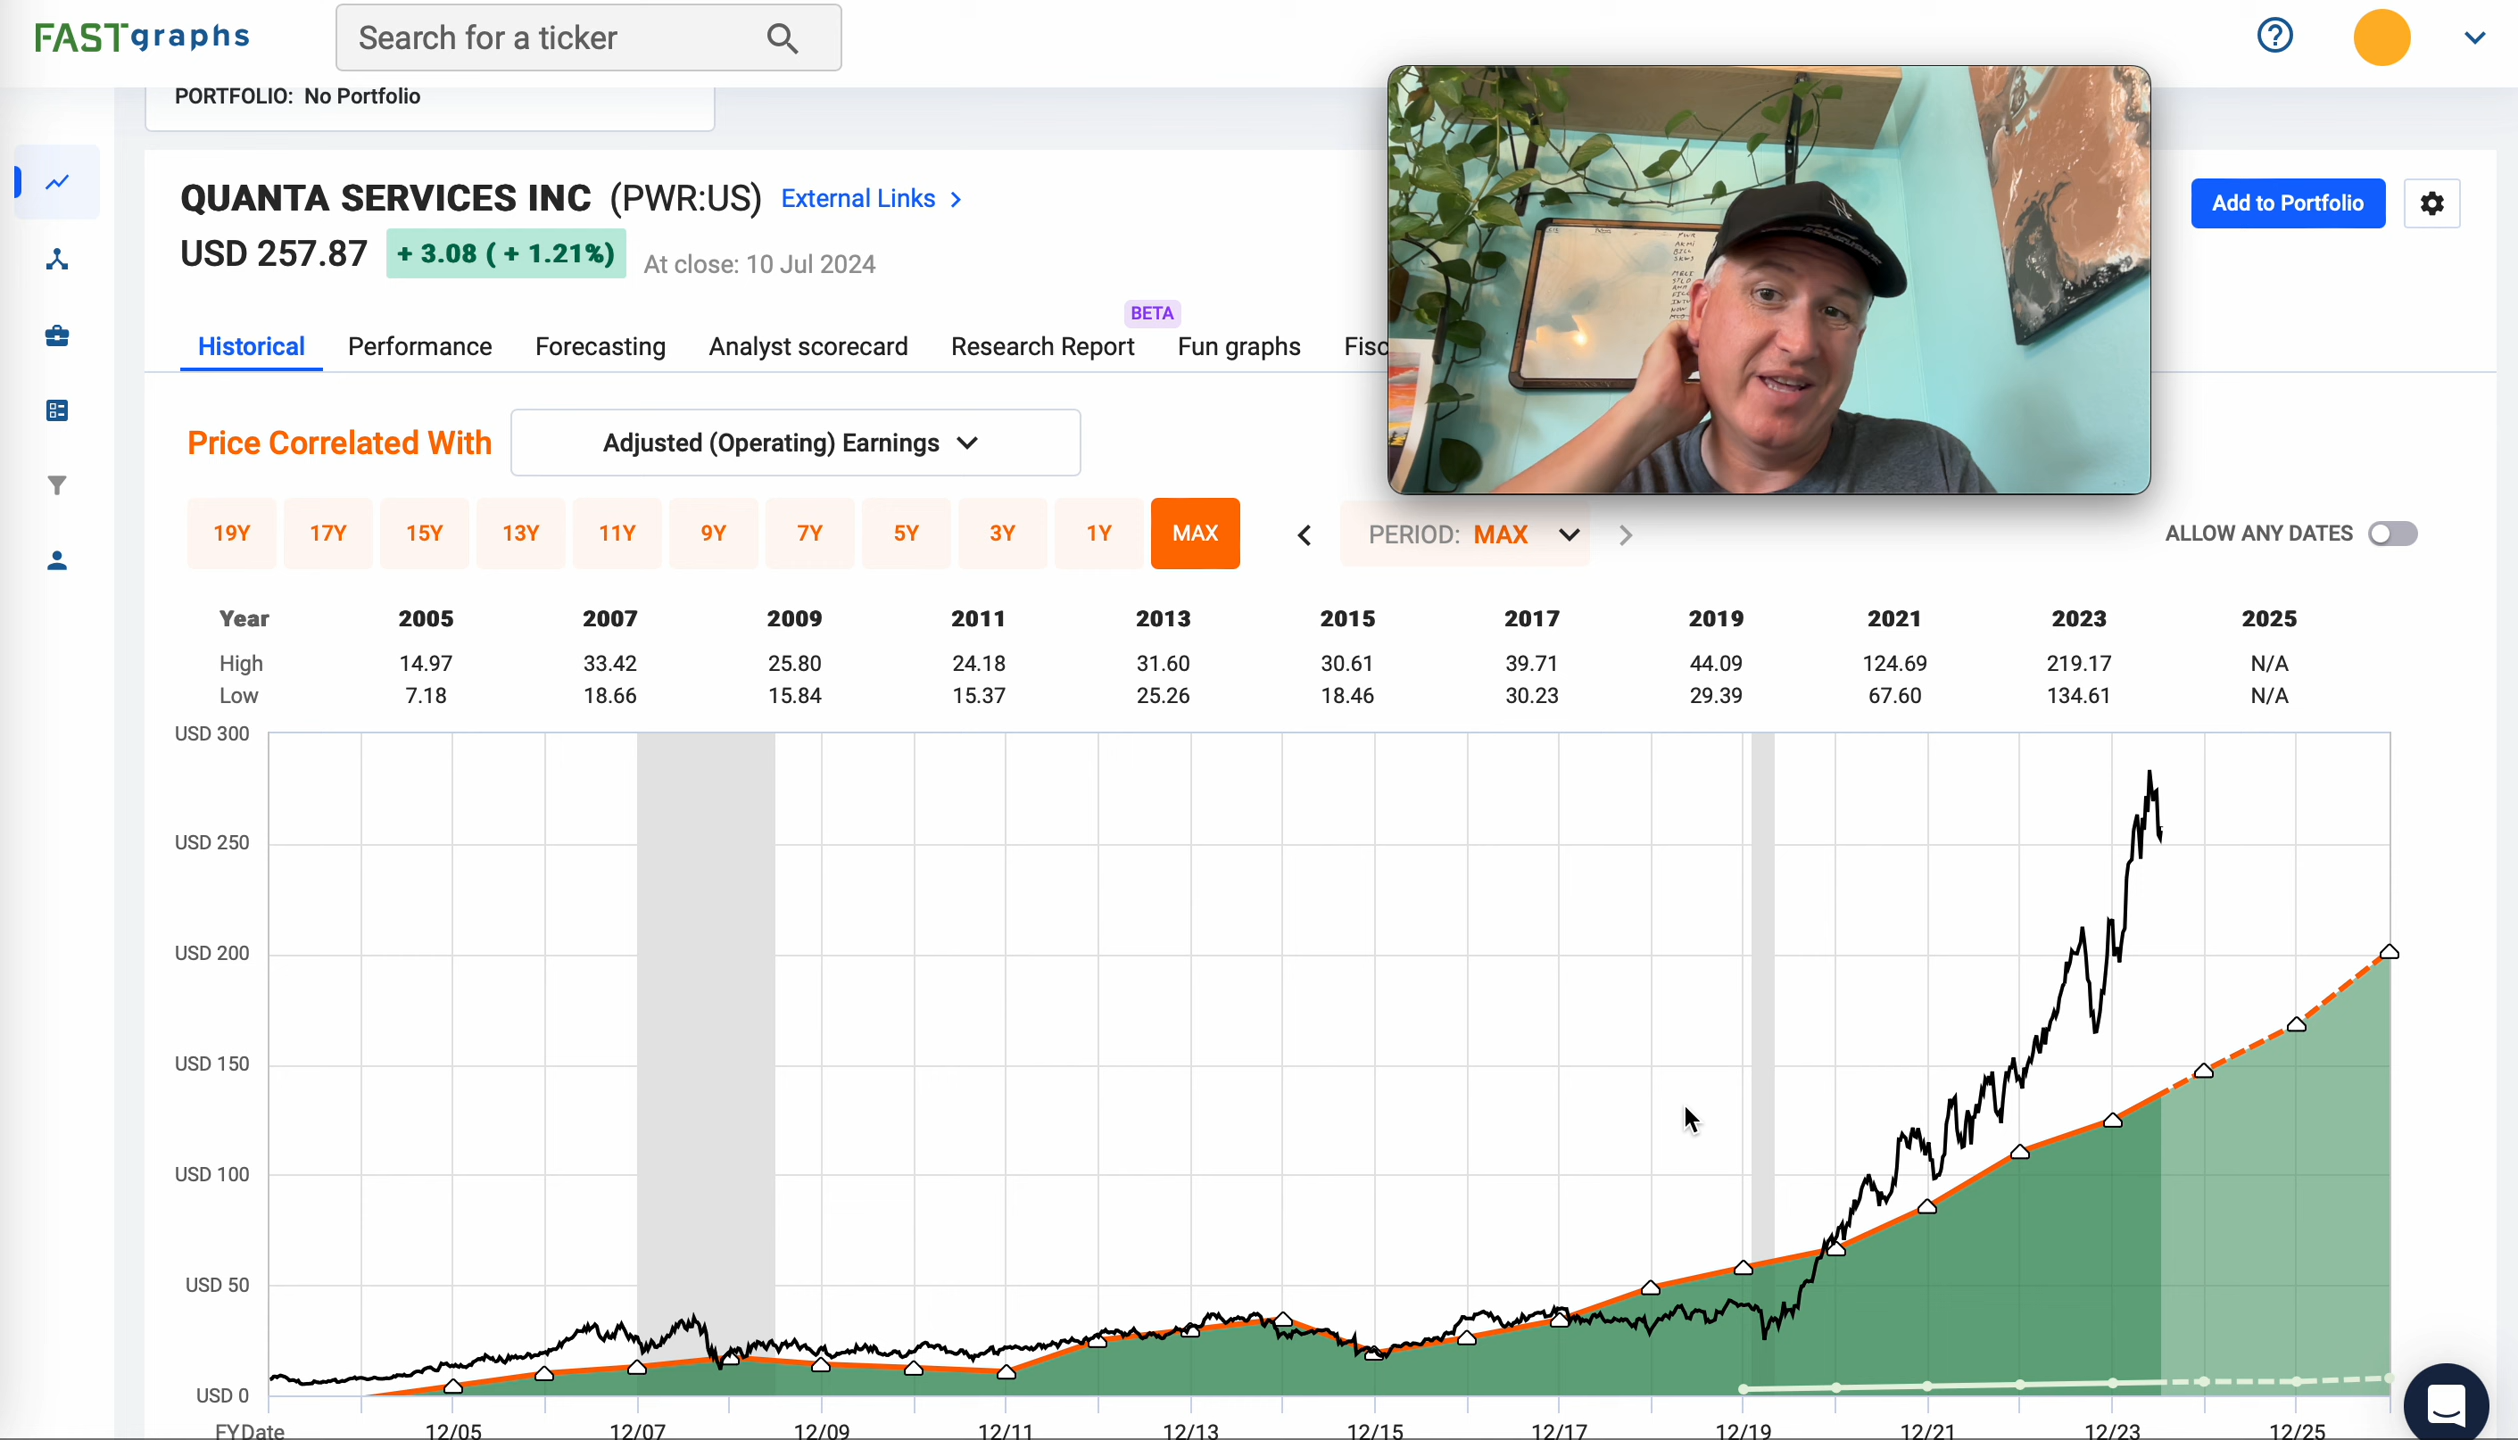 FASTgraphs
Search for a ticker
PORTFOLIO: No Portfolio
QUANTA SERVICES INC (PWR:US) External Links
USD 257.87 + 3.08 ( + 1.21%) At close: 10 Jul 2024
Add to Portfolio
BETA
Historical Performance Forecasting Analyst scorecard Research Report Fun graphs Fisc
Price Correlated With Adjusted (Operating) Earnings
19Y 17Y 15Y 13Y 11Y 9Y 7Y 5Y 3Y 1Y MAX PERIOD: MAX ALLOW ANY DATES
Year 2005 2007 2009 2011 2013 2015 2017 2019 2021 2023 2025
High 14.97 33.42 25.80 24.18 31.60 30.61 39.71 44.09 124.69 219.17 N/A
Low 7.18 18.66 15.84 15.37 25.26 18.46 30.23 29.39 67.60 134.61 N/A
USD 300
USD 250
USD 200
USD 150
USD 100
USD 50
USD 0
FYDate 12/05 12/07 12/09 12/11 12/13 12/15 12/17 12/19 12/21 12/23 12/25